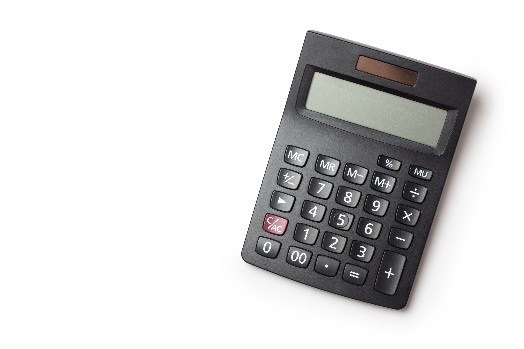 % MU
MC MR M− M+ ÷
+/− 7 8 9 ×
▶ 4 5 6 −
C/AC 1 2 3 +
0 00 · =